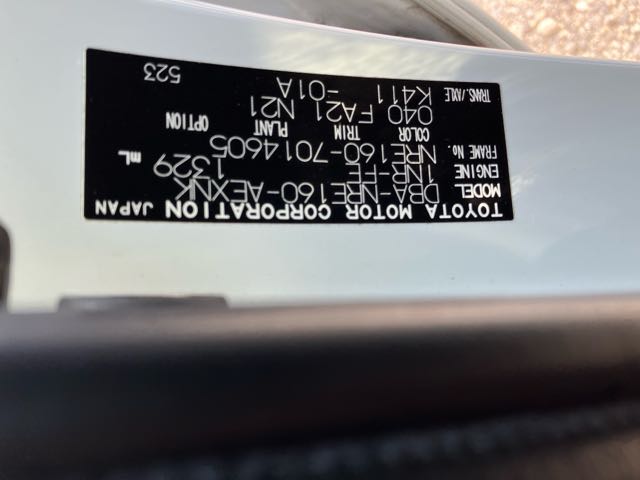 TOYOTA MOTOR CORPORATION JAPAN
MODEL DBA-NRE160-AEXNK
ENGINE 1NR-FE 1329 mL
FRAME No. NRE160-7014605
COLOR TRIM PLANT OPTION
040 FA21 N21
TRANS./AXLE K411 -01A
523